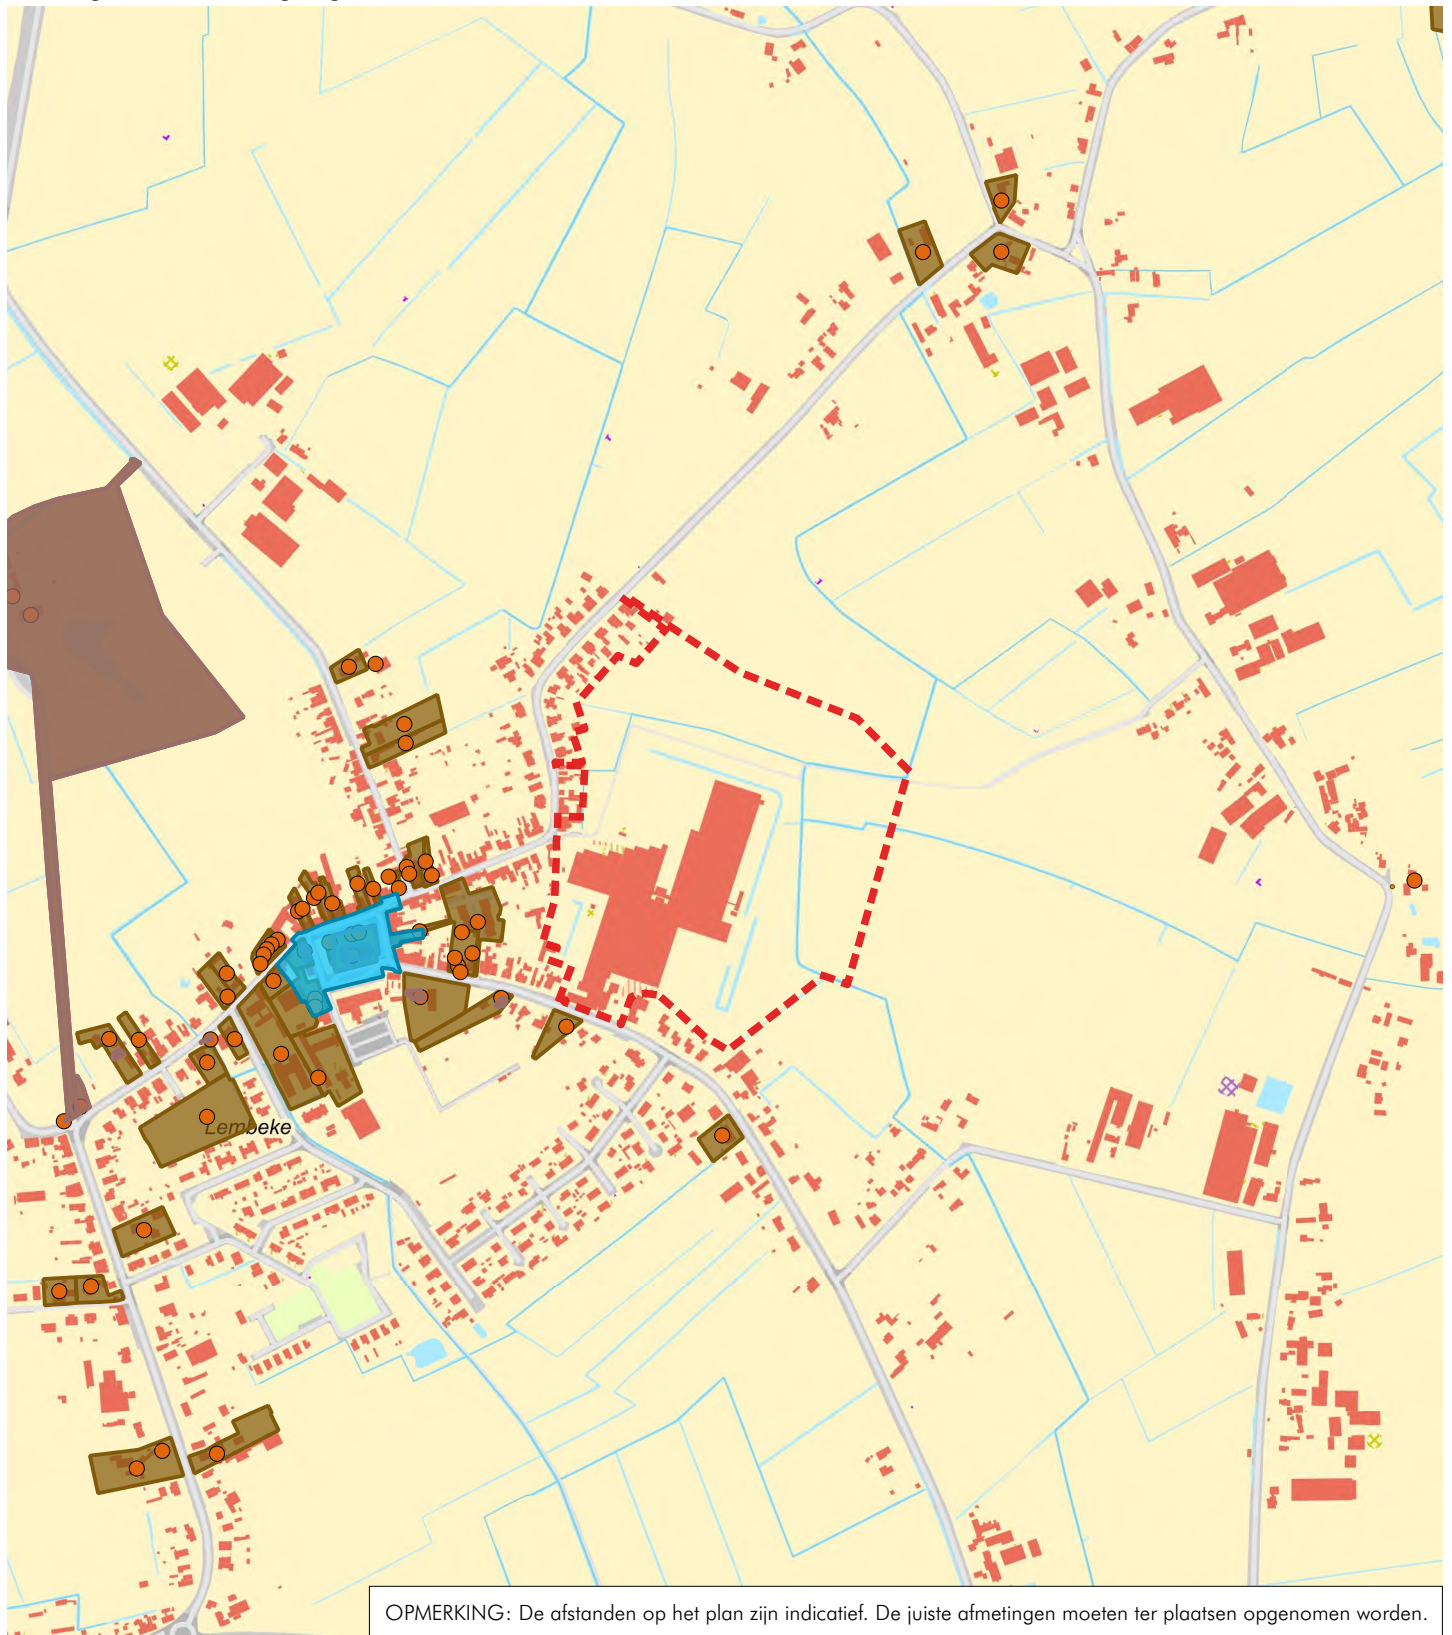 Lembeke
OPMERKING: De afstanden op het plan zijn indicatief. De juiste afmetingen moeten ter plaatsen opgenomen worden.